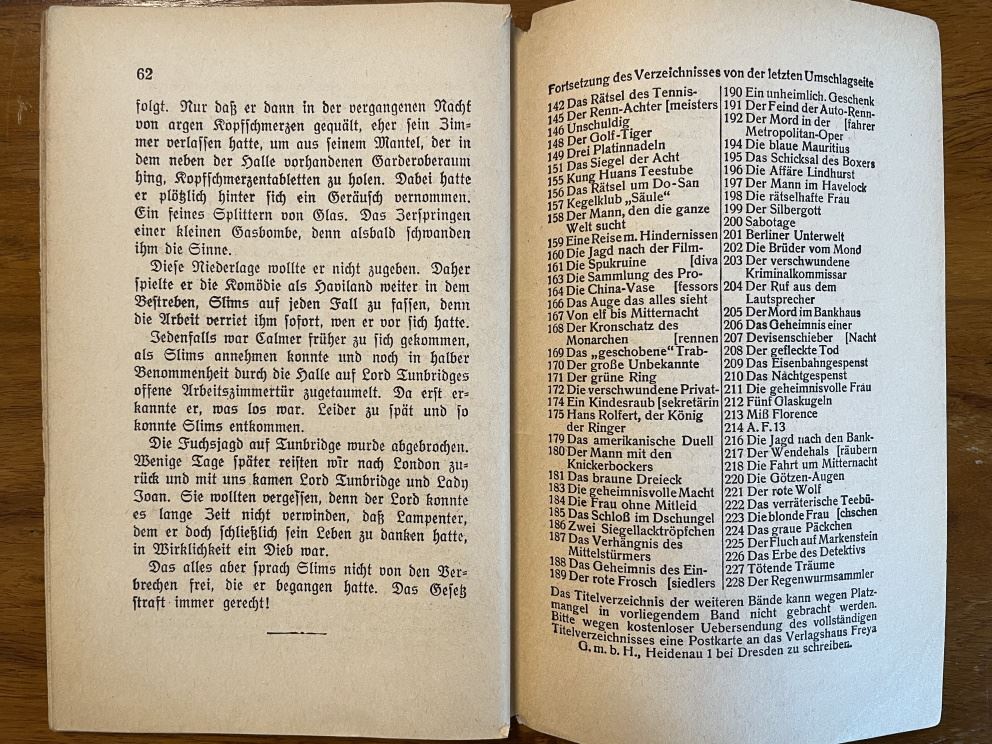 62
folgt. Nur daß er dann in der vergangenen Nacht
von argen Kopfschmerzen gequält, eher sein Zim-
mer verlassen hatte, um aus seinem Mantel, der in
dem neben der Halle vorhandenen Garderoberaum
hing, Kopfschmerzentabletten zu holen. Dabei hatte
er plötzlich hinter sich ein Geräusch vernommen.
Ein feines Splittern von Glas. Das Zerspringen
einer kleinen Gasbombe, denn alsbald schwanden
ihm die Sinne.
Diese Niederlage wollte er nicht zugeben. Daher
spielte er die Komödie als Haviland weiter in dem
Bestreben, Slims auf jeden Fall zu fassen, denn
die Arbeit verriet ihm sofort, wen er vor sich hatte.
Jedenfalls war Calmer früher zu sich gekommen,
als Slims annehmen konnte und noch in halber
Benommenheit durch die Halle auf Lord Tunbridges
offene Arbeitszimmertür zugetaumelt. Da erst er-
kannte er, was los war. Leider zu spät und so
konnte Slims entkommen.
Die Fuchsjagd auf Tunbridge wurde abgebrochen.
Wenige Tage später reisten wir nach London zu-
rück und mit uns kamen Lord Tunbridge und Lady
Joan. Sie wollten vergessen, denn der Lord konnte
es lange Zeit nicht verwinden, daß Lampenter,
dem er doch schließlich sein Leben zu danken hatte,
in Wirklichkeit ein Dieb war.
Das alles aber sprach Slims nicht von den Ver-
brechen frei, die er begangen hatte. Das Gesetz
straft immer gerecht!
Fortsetzung des Verzeichnisses von der letzten Umschlagseite
142 Das Rätsel des Tennis-
145 Der Renn-Achter [meisters
146 Unschuldig
148 Der Golf-Tiger
149 Drei Platinnadeln
151 Das Siegel der Acht
155 Kung Huans Teestube
156 Das Rätsel um Do-San
157 Kegelklub „Säule“
158 Der Mann, den die ganze
Welt sucht
159 Eine Reise m. Hindernissen
160 Die Jagd nach der Film-
161 Die Spukruine [diva
163 Die Sammlung des Pro-
164 Die China-Vase [fessors
166 Das Auge das alles sieht
167 Von elf bis Mitternacht
168 Der Kronschatz des
Monarchen [rennen
169 Das „geschobene“ Trab-
170 Der große Unbekannte
171 Der grüne Ring
172 Die verschwundene Privat-
174 Ein Kindesraub [sekretärin
175 Hans Rolfert, der König
der Ringer
179 Das amerikanische Duell
180 Der Mann mit den
Knickerbockers
181 Das braune Dreieck
183 Die geheimnisvolle Macht
184 Die Frau ohne Mitleid
185 Das Schloß im Dschungel
186 Zwei Siegellacktröpfchen
187 Das Verhängnis des
Mittelstürmers
188 Das Geheimnis des Ein-
189 Der rote Frosch [siedlers
190 Ein unheimlich. Geschenk
191 Der Feind der Auto-Renn-
192 Der Mord in der [fahrer
Metropolitan-Oper
194 Die blaue Mauritius
195 Das Schicksal des Boxers
196 Die Affäre Lindhurst
197 Der Mann im Havelock
198 Die rätselhafte Frau
199 Der Silbergott
200 Sabotage
201 Berliner Unterwelt
202 Die Brüder vom Mond
203 Der verschwundene
Kriminalkommissar
204 Der Ruf aus dem
Lautsprecher
205 Der Mord im Bankhaus
206 Das Geheimnis einer
207 Devisenschieber [Nacht
208 Der gefleckte Tod
209 Das Eisenbahngespenst
210 Das Nachtgespenst
211 Die geheimnisvolle Frau
212 Fünf Glaskugeln
213 Miß Florence
214 A. F. 13
216 Die Jagd nach den Bank-
217 Der Wendehals [räubern
218 Die Fahrt um Mitternacht
220 Die Götzen-Augen
221 Der rote Wolf
222 Das verräterische Teebü-
223 Die blonde Frau [chschen
224 Das graue Päckchen
225 Der Fluch auf Markenstein
226 Das Erbe des Detektivs
227 Tötende Träume
228 Der Regenwurmsammler
Das Titelverzeichnis der weiteren Bände kann wegen Platz-
mangel in vorliegendem Band nicht gebracht werden.
Bitte wegen kostenloser Uebersendung des vollständigen
Titelverzeichnisses eine Postkarte an das Verlagshaus Freya
G. m. b. H., Heidenau 1 bei Dresden zu schreiben.